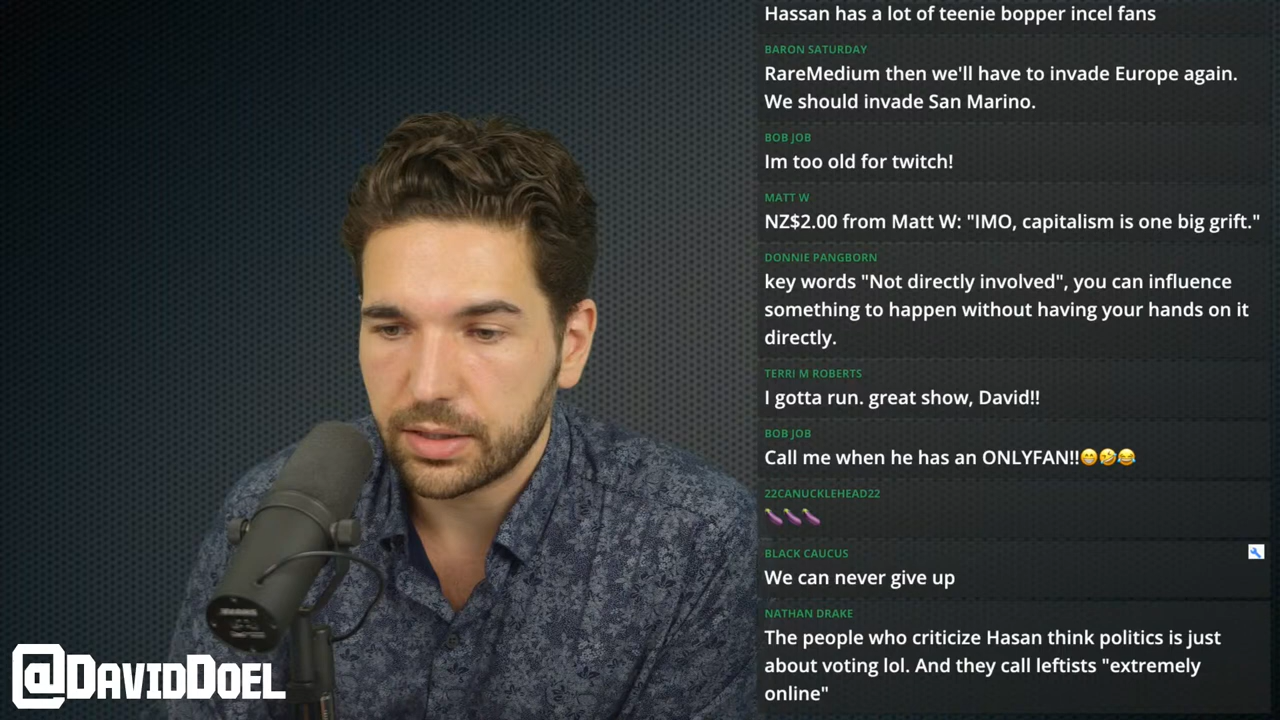 Hassan has a lot of teenie bopper incel fans
BARON SATURDAY
RareMedium then we'll have to invade Europe again.
We should invade San Marino.
BOB JOB
Im too old for twitch!
MATT W
NZ$2.00 from Matt W: "IMO, capitalism is one big grift."
DONNIE PANGBORN
key words "Not directly involved", you can influence
something to happen without having your hands on it
directly.
TERRI M ROBERTS
I gotta run. great show, David!!
BOB JOB
Call me when he has an ONLYFAN!!😁🤣😂
22CANUCKLEHEAD22
🍆🍆🍆
BLACK CAUCUS
We can never give up
NATHAN DRAKE
The people who criticize Hasan think politics is just
about voting lol. And they call leftists "extremely
online"
@DAVIDDOEL